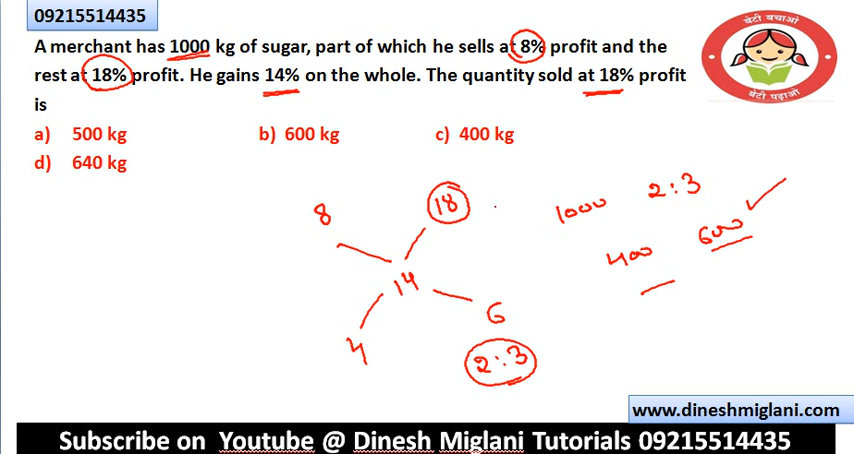 09215514435
बेटी बचाओ
A merchant has 1000 kg of sugar, part of which he sells at 8% profit and the
rest at 18% profit. He gains 14% on the whole. The quantity sold at 18% profit
is
a) 500 kg b) 600 kg c) 400 kg
d) 640 kg
बेटी पढ़ाओ
8 18
14
4 6
2:3
1000 2:3
400 600
www.dineshmiglani.com
Subscribe on Youtube @ Dinesh Miglani Tutorials 09215514435